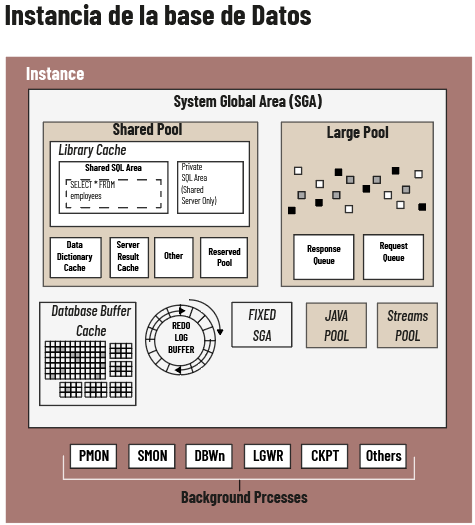 Instancia de la base de Datos
Instance
System Global Area (SGA)
Shared Pool
Library Cache
Shared SQL Area
SELECT * FROM
employees
Private
SQL Area
(Shared
Server Only)
Data
Dictionary
Cache
Server
Result
Cache
Other
Reserved
Pool
Large Pool
Response
Queue
Request
Queue
Database Buffer
Cache
REDO
LOG
BUFFER
FIXED
SGA
JAVA
POOL
Streams
POOL
PMON
SMON
DBWn
LGWR
CKPT
Others
Background Prcesses